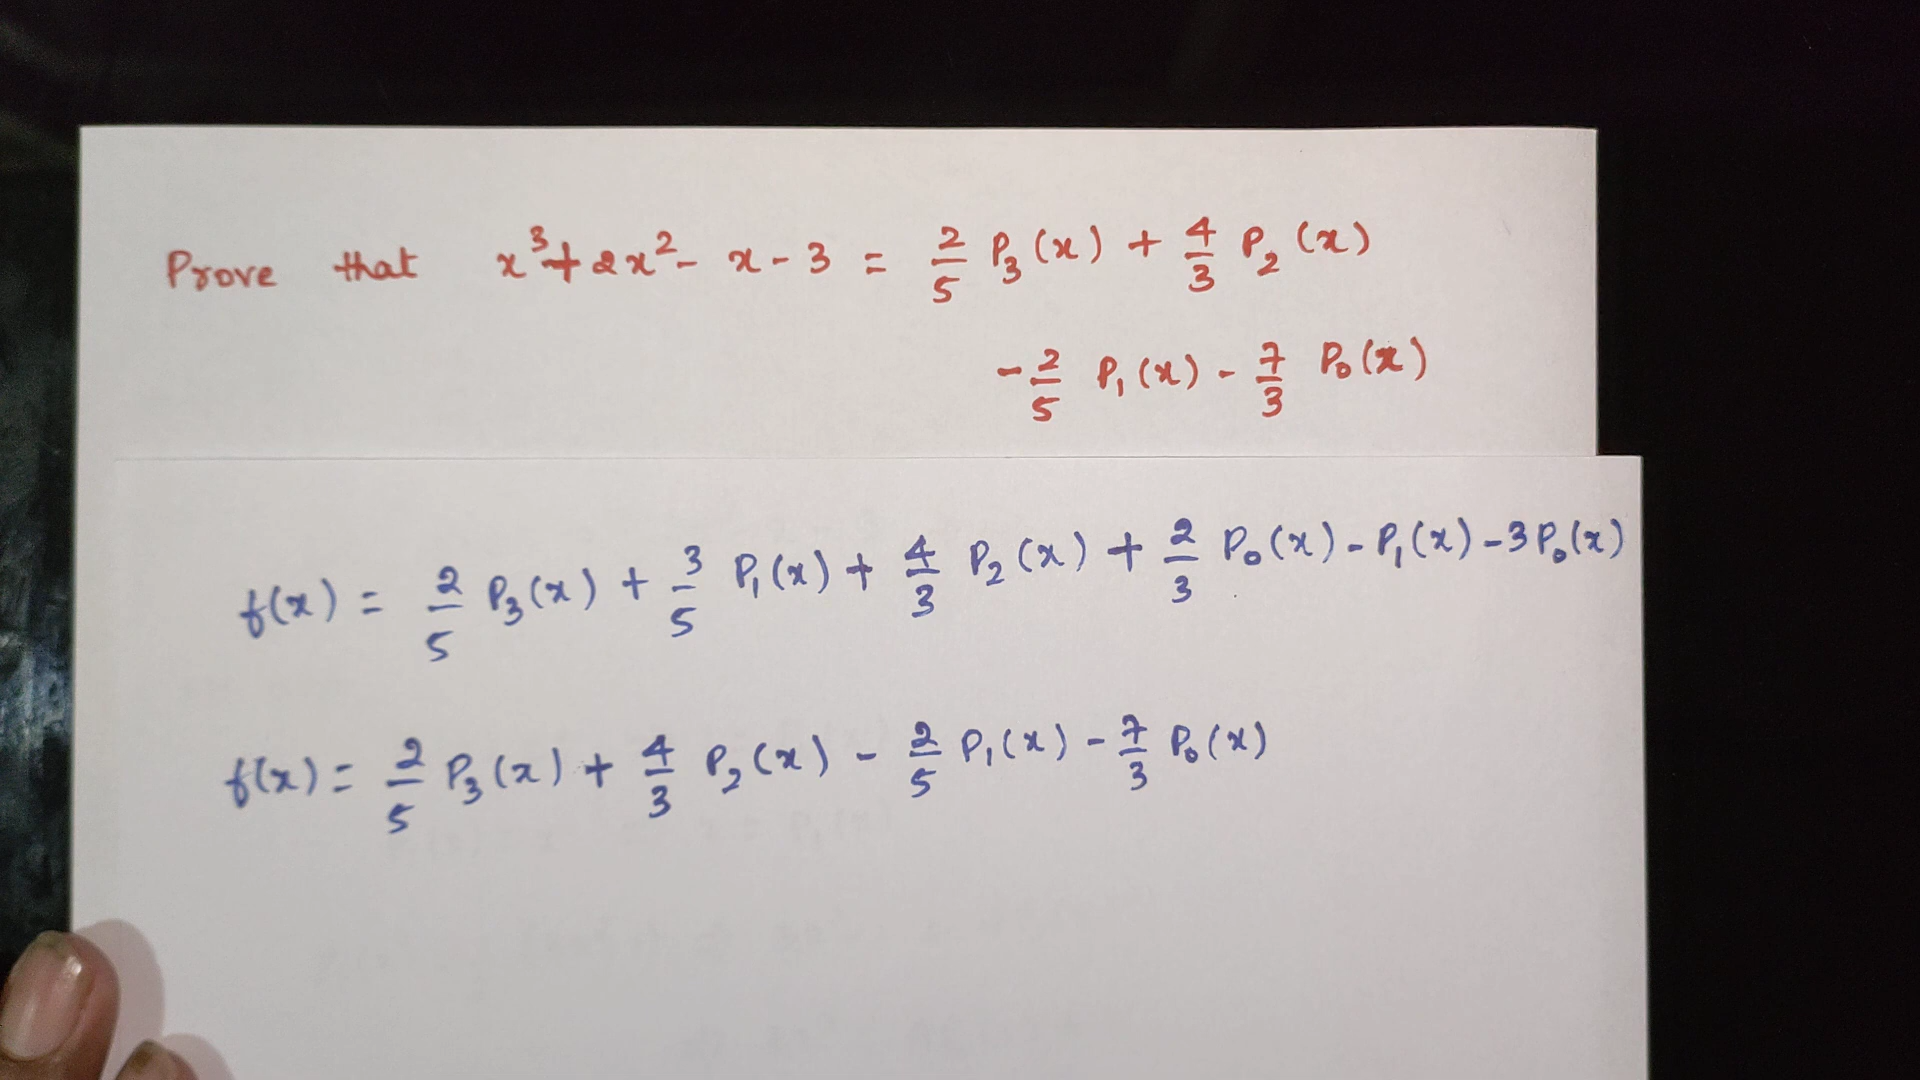 Prove that x³ + 2x² - x - 3 = 2/5 P₃(x) + 4/3 P₂(x)
- 2/5 P₁(x) - 7/3 P₀(x)
f(x) = 2/5 P₃(x) + 3/5 P₁(x) + 4/3 P₂(x) + 2/3 P₀(x) - P₁(x) - 3P₀(x)
f(x) = 2/5 P₃(x) + 4/3 P₂(x) - 2/5 P₁(x) - 7/3 P₀(x)